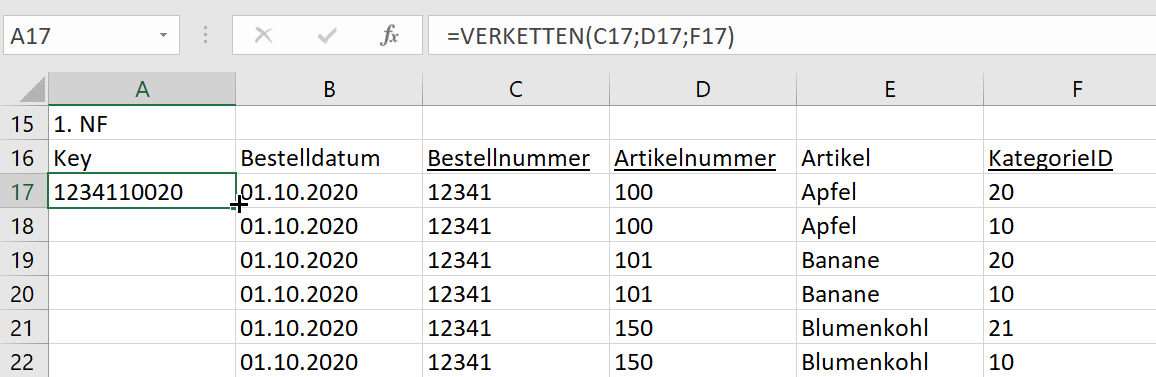 A17 fx =VERKETTEN(C17;D17;F17)
A B C D E F
15 1. NF
16 Key Bestelldatum Bestellnummer Artikelnummer Artikel KategorieID
17 1234110020 01.10.2020 12341 100 Apfel 20
18 01.10.2020 12341 100 Apfel 10
19 01.10.2020 12341 101 Banane 20
20 01.10.2020 12341 101 Banane 10
21 01.10.2020 12341 150 Blumenkohl 21
22 01.10.2020 12341 150 Blumenkohl 10